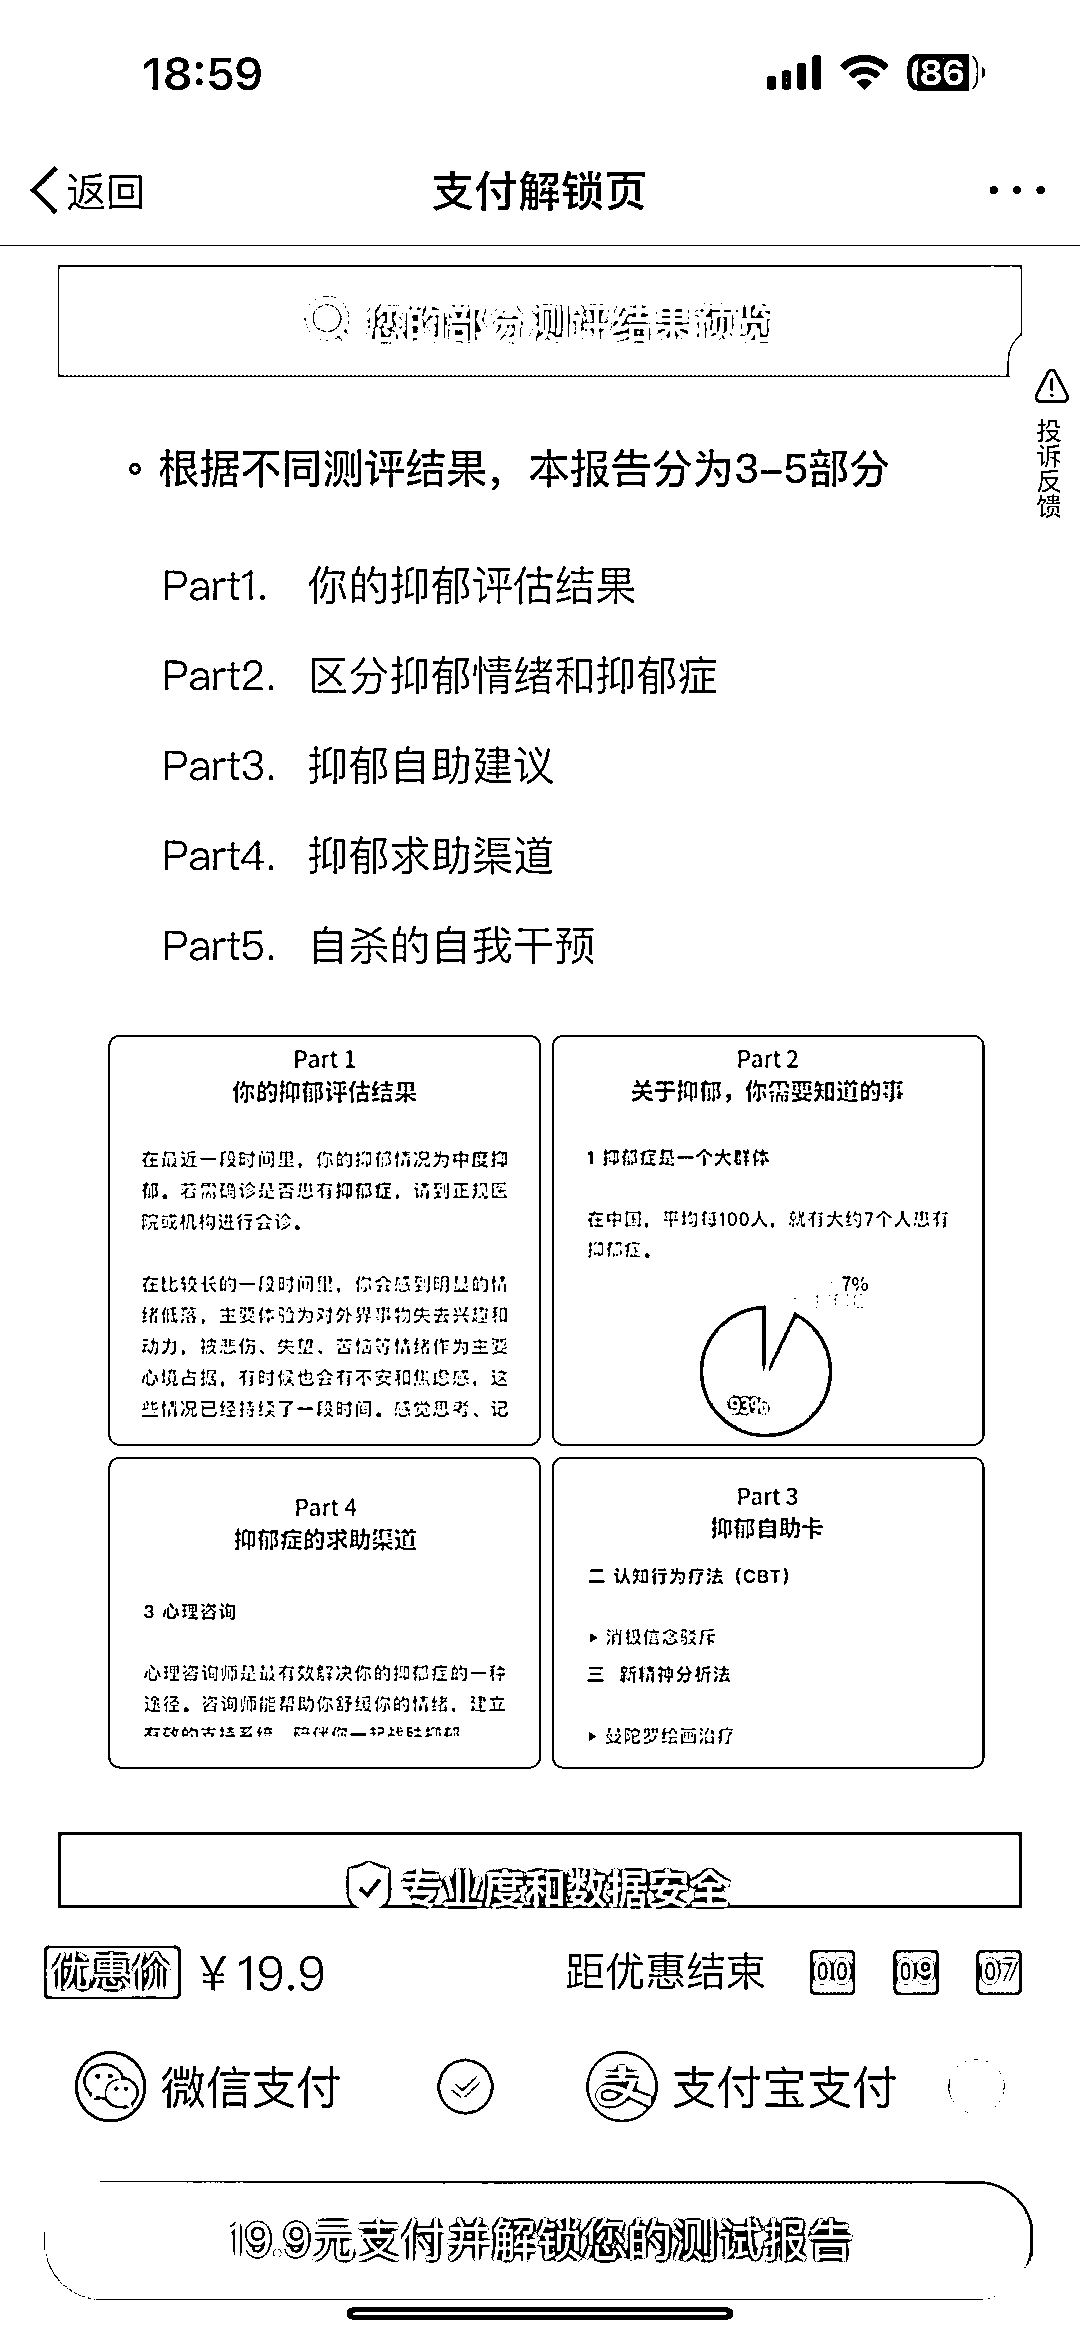 18:59
86
返回
支付解锁页
您的部分测评结果预览
投诉反馈
根据不同测评结果，本报告分为3-5部分
Part1. 你的抑郁评估结果
Part2. 区分抑郁情绪和抑郁症
Part3. 抑郁自助建议
Part4. 抑郁求助渠道
Part5. 自杀的自我干预
Part 1
你的抑郁评估结果
在最近一段时间里，你的抑郁情况为中度抑
郁。若需确诊是否患有抑郁症，请到正规医
院或机构进行会诊。
在比较长的一段时间里，你会感到明显的情
绪低落，主要体验为对外界事物失去兴趣和
动力，被悲伤、失望、苦恼等情绪作为主要
心境占据，有时候也会有不安和焦虑感，这
些情况已经持续了一段时间。感觉思考、记
Part 2
关于抑郁，你需要知道的事
1 抑郁症是一个大群体
在中国，平均每100人，就有大约7个人患有
抑郁症。
7%
93%
Part 4
抑郁症的求助渠道
3 心理咨询
心理咨询师是最有效解决你的抑郁症的一种
途径。咨询师能帮助你舒缓你的情绪，建立
有效的支持系统，陪伴你一起战胜抑郁
Part 3
抑郁自助卡
二 认知行为疗法（CBT）
▸ 消极信念驳斥
三 新精神分析法
▸ 曼陀罗绘画治疗
专业度和数据安全
优惠价 ¥19.9
距优惠结束 00 09 07
微信支付
支付宝支付
19.9元支付并解锁您的测试报告